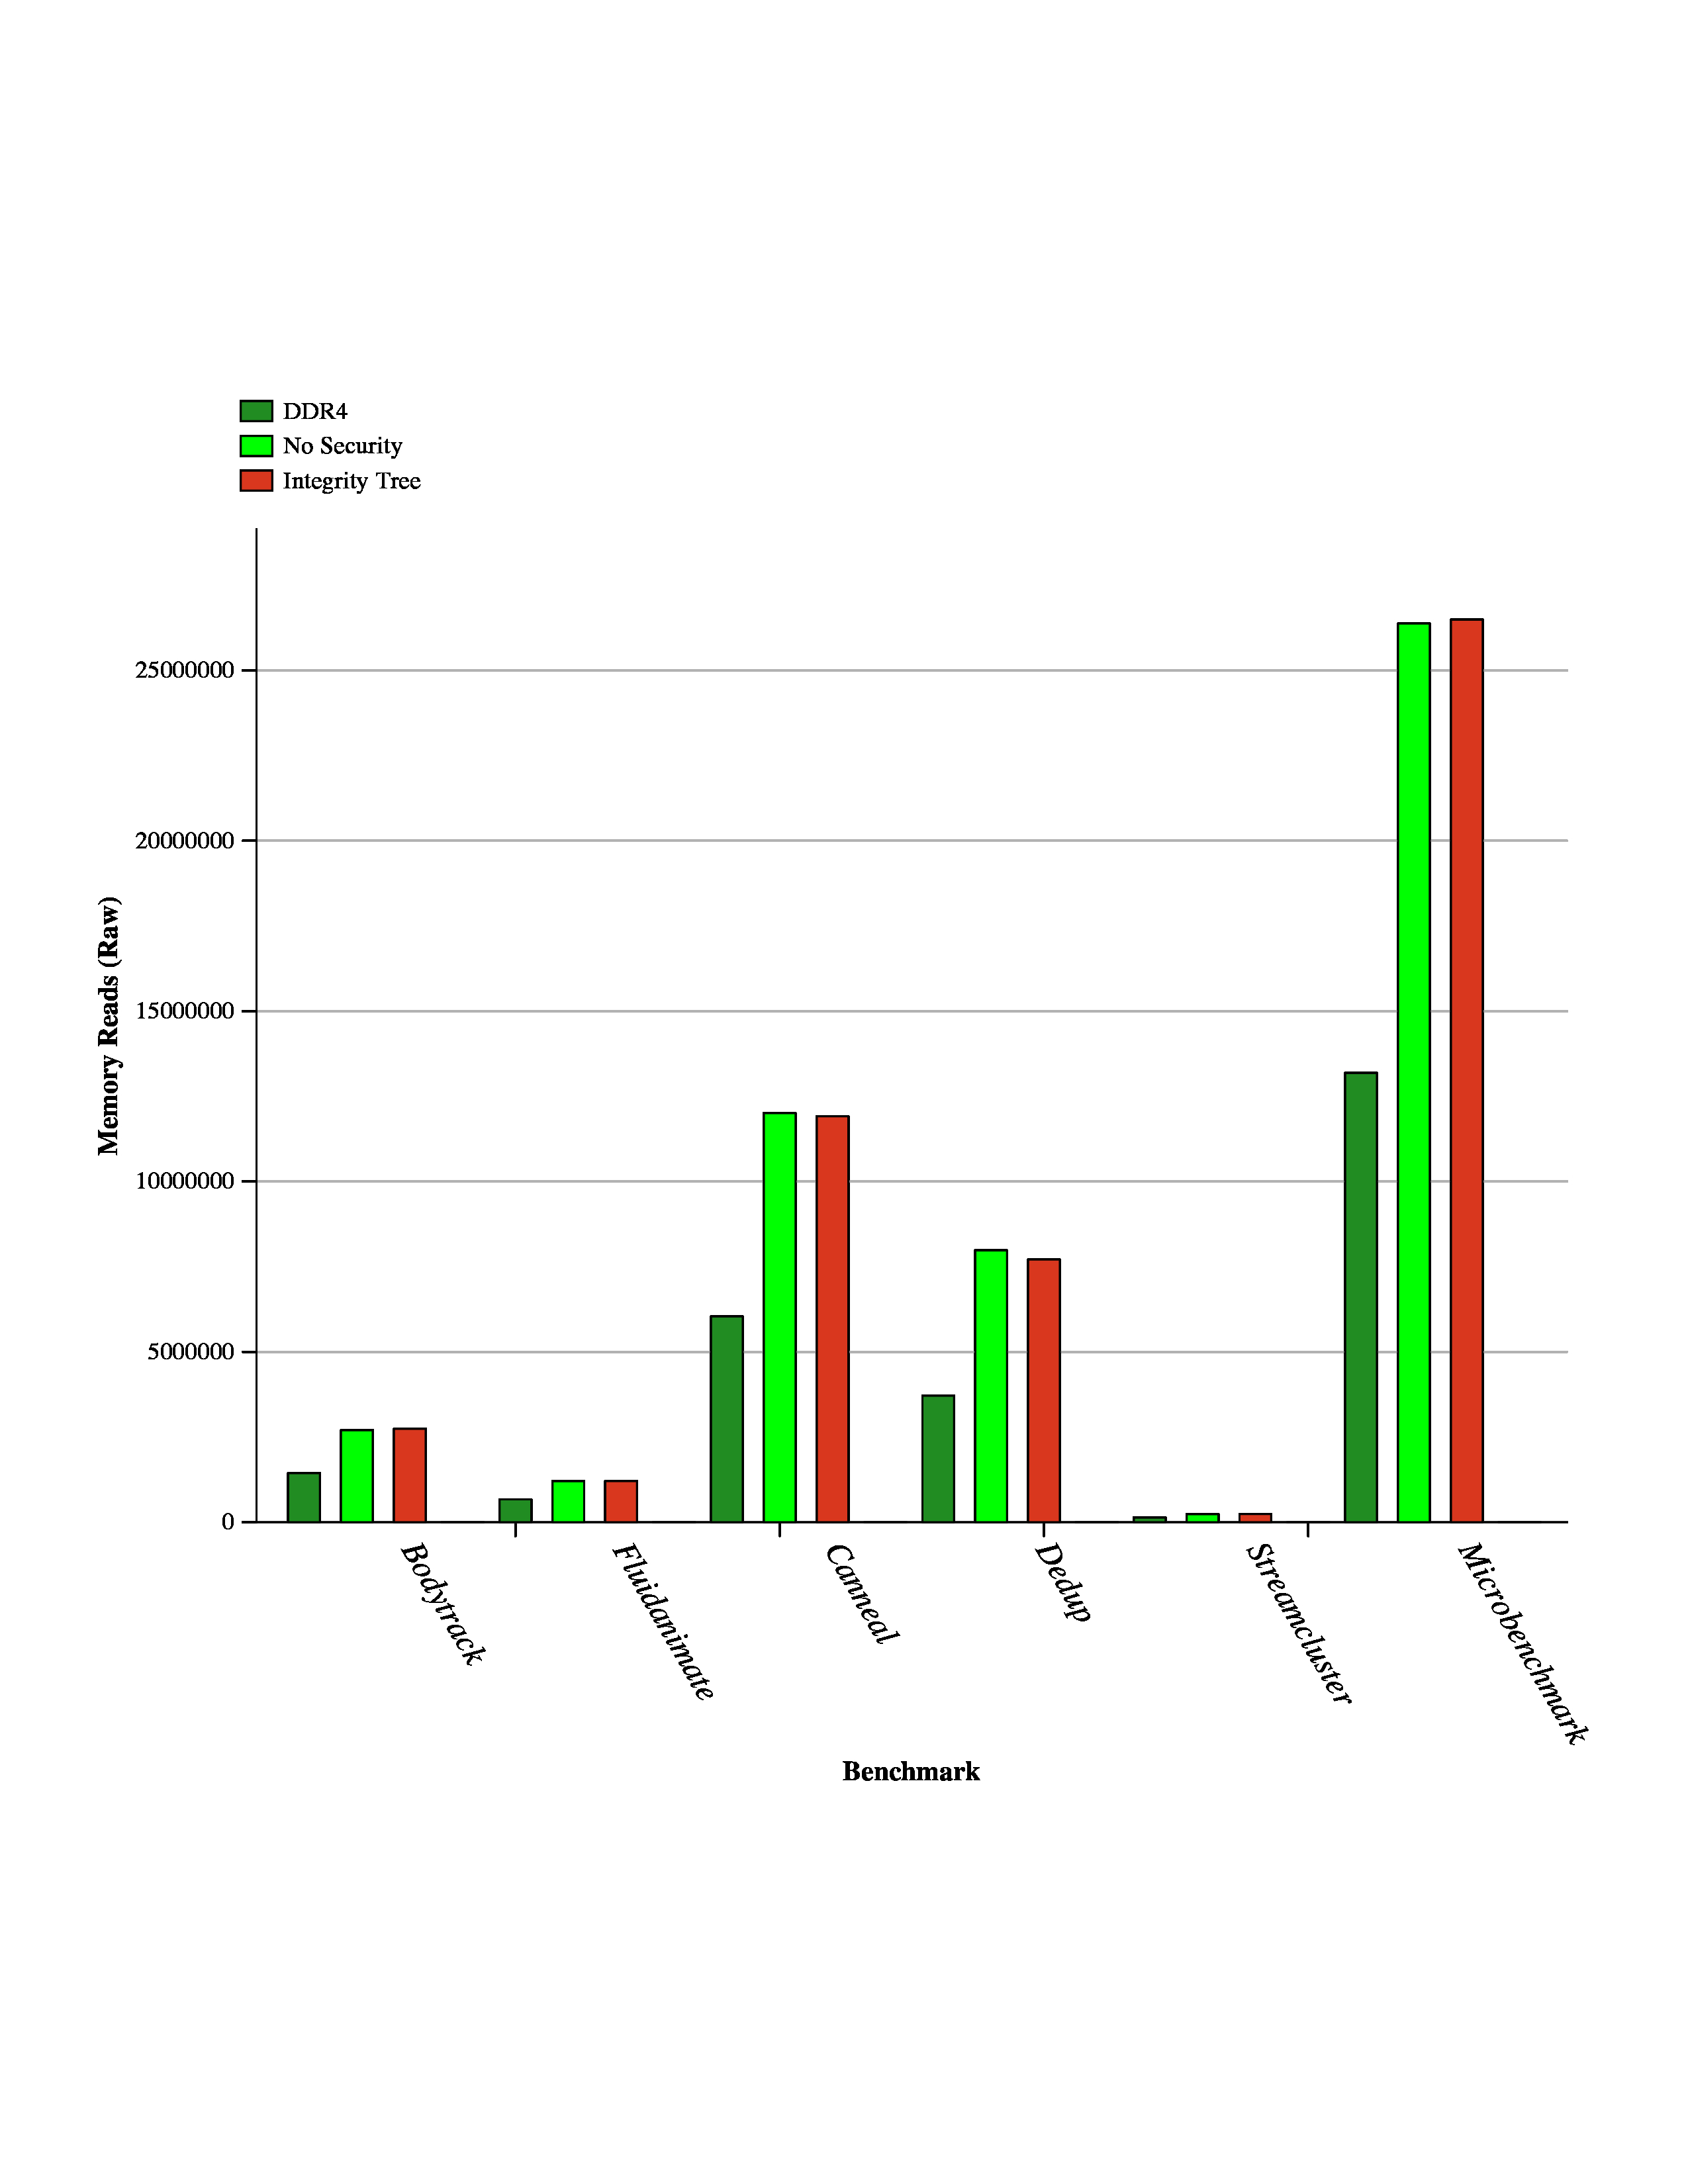 DDR4
No Security
Integrity Tree
25000000
20000000
15000000
10000000
5000000
0
Memory Reads (Raw)
Bodytrack
Fluidanimate
Canneal
Dedup
Streamcluster
Microbenchmark
Benchmark